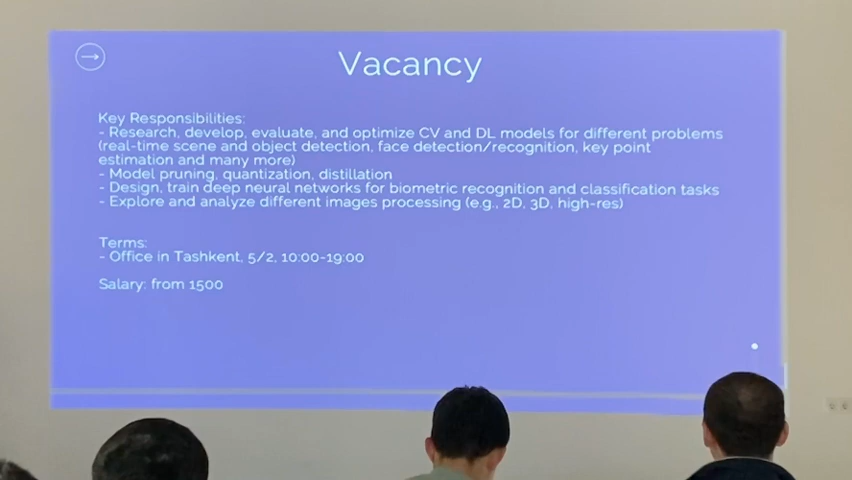 Vacancy
Key Responsibilities:
- Research, develop, evaluate, and optimize CV and DL models for different problems
(real-time scene and object detection, face detection/recognition, key point
estimation and many more)
- Model pruning, quantization, distillation
- Design, train deep neural networks for biometric recognition and classification tasks
- Explore and analyze different images processing (e.g., 2D, 3D, high-res)
Terms:
- Office in Tashkent, 5/2, 10:00-19:00
Salary: from 1500